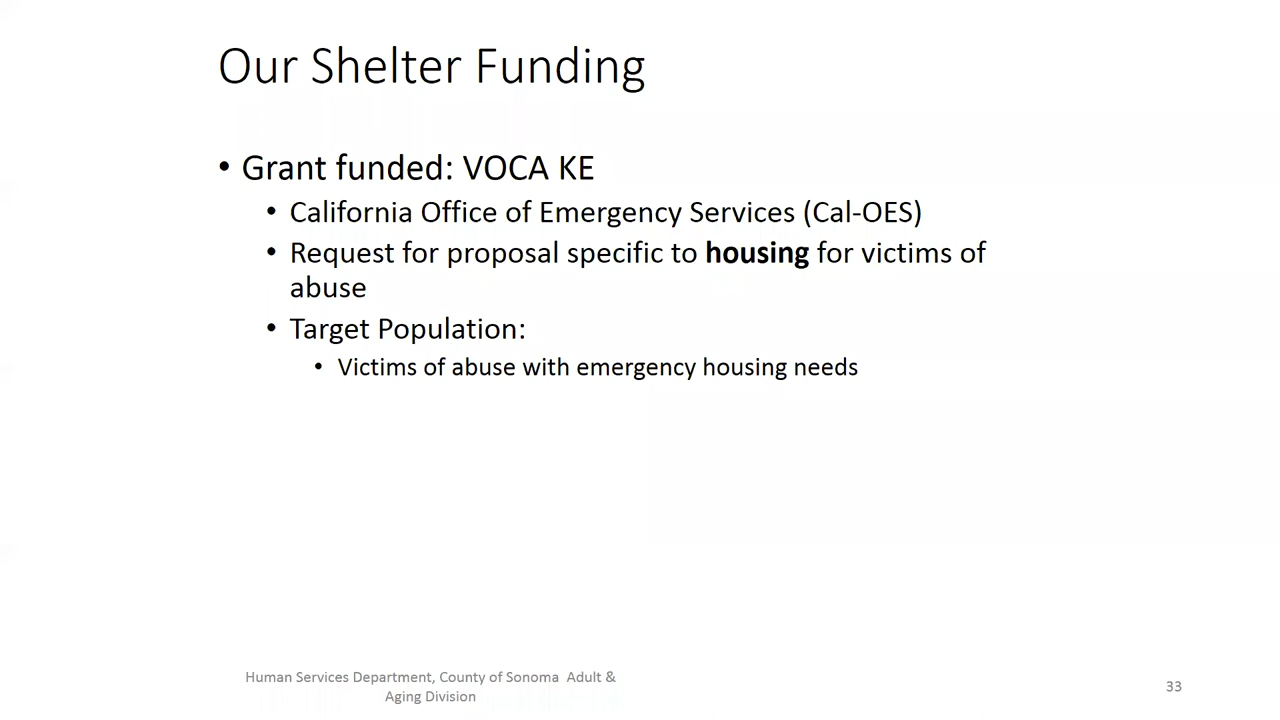 Our Shelter Funding
• Grant funded: VOCA KE
• California Office of Emergency Services (Cal-OES)
• Request for proposal specific to housing for victims of
abuse
• Target Population:
• Victims of abuse with emergency housing needs
Human Services Department, County of Sonoma Adult &
Aging Division
33